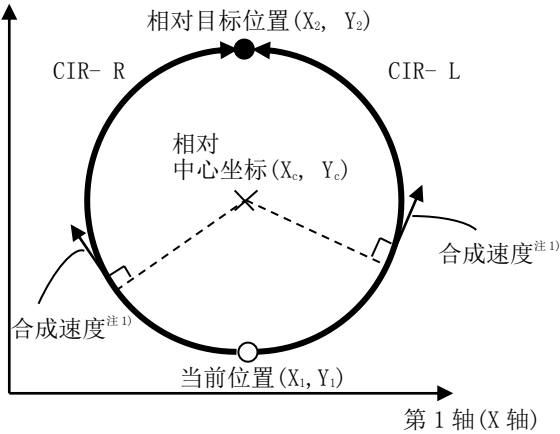 相对目标位置(X₂, Y₂)
CIR- R
CIR- L
相对
中心坐标(Xc, Yc)
合成速度注1)
合成速度注1)
当前位置(X₁,Y₁)
第 1 轴(X 轴)